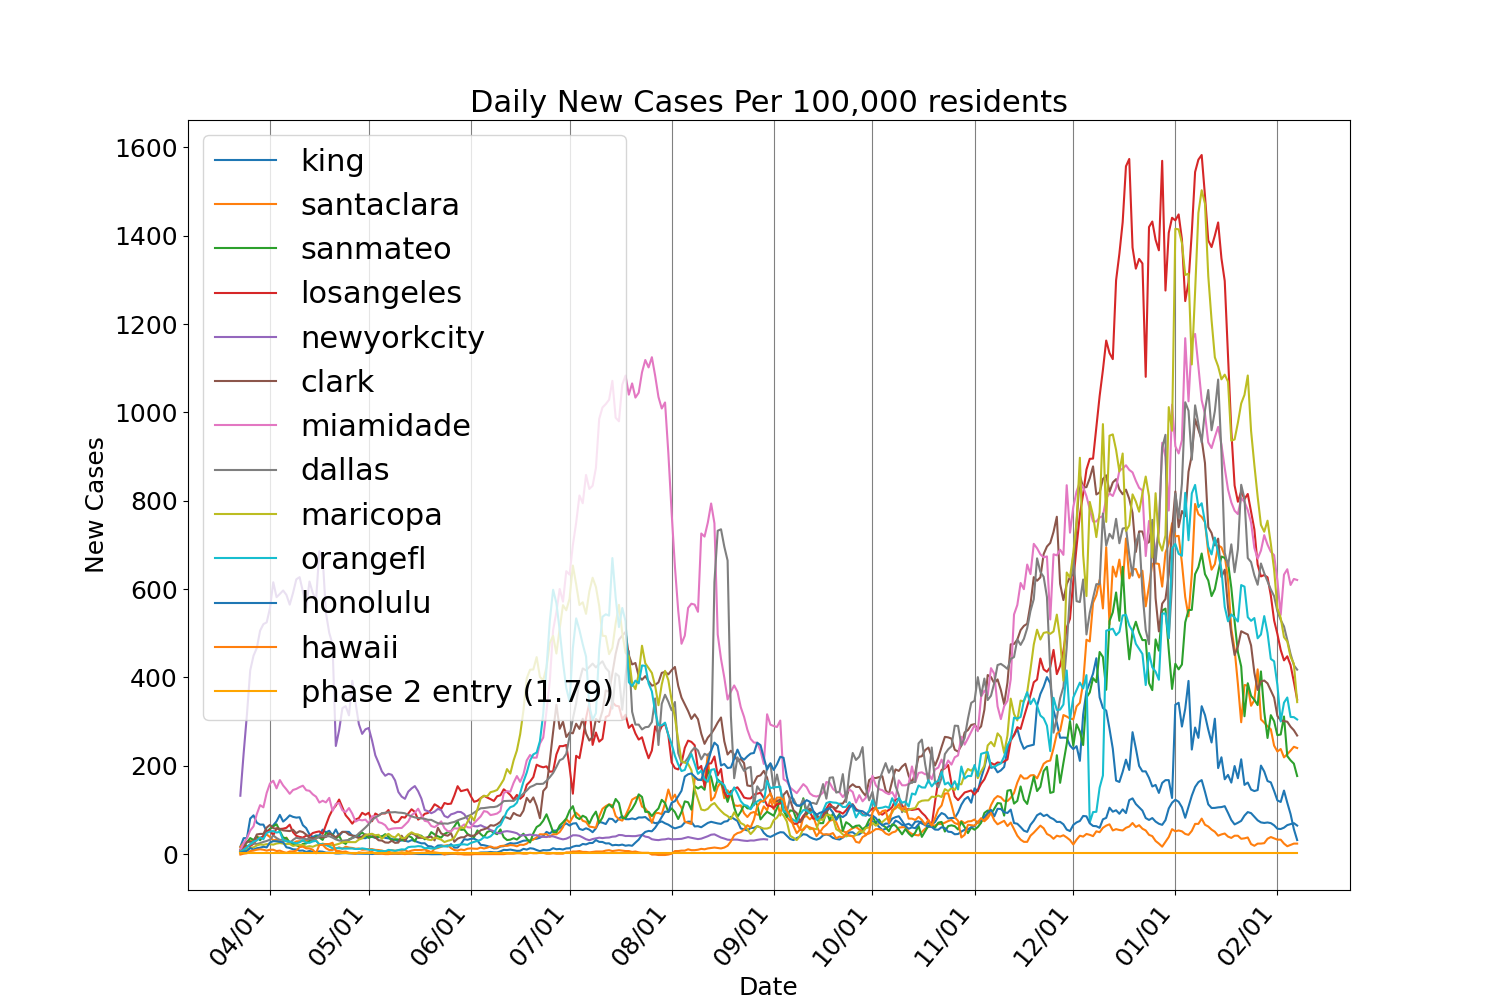 Daily New Cases Per 100,000 residents
1600
1400
1200
1000
800
600
400
200
0
New Cases
king
santaclara
sanmateo
losangeles
newyorkcity
clark
miamidade
dallas
maricopa
orangefl
honolulu
hawaii
phase 2 entry (1.79)
04/01
05/01
06/01
07/01
08/01
09/01
10/01
11/01
12/01
01/01
02/01
Date